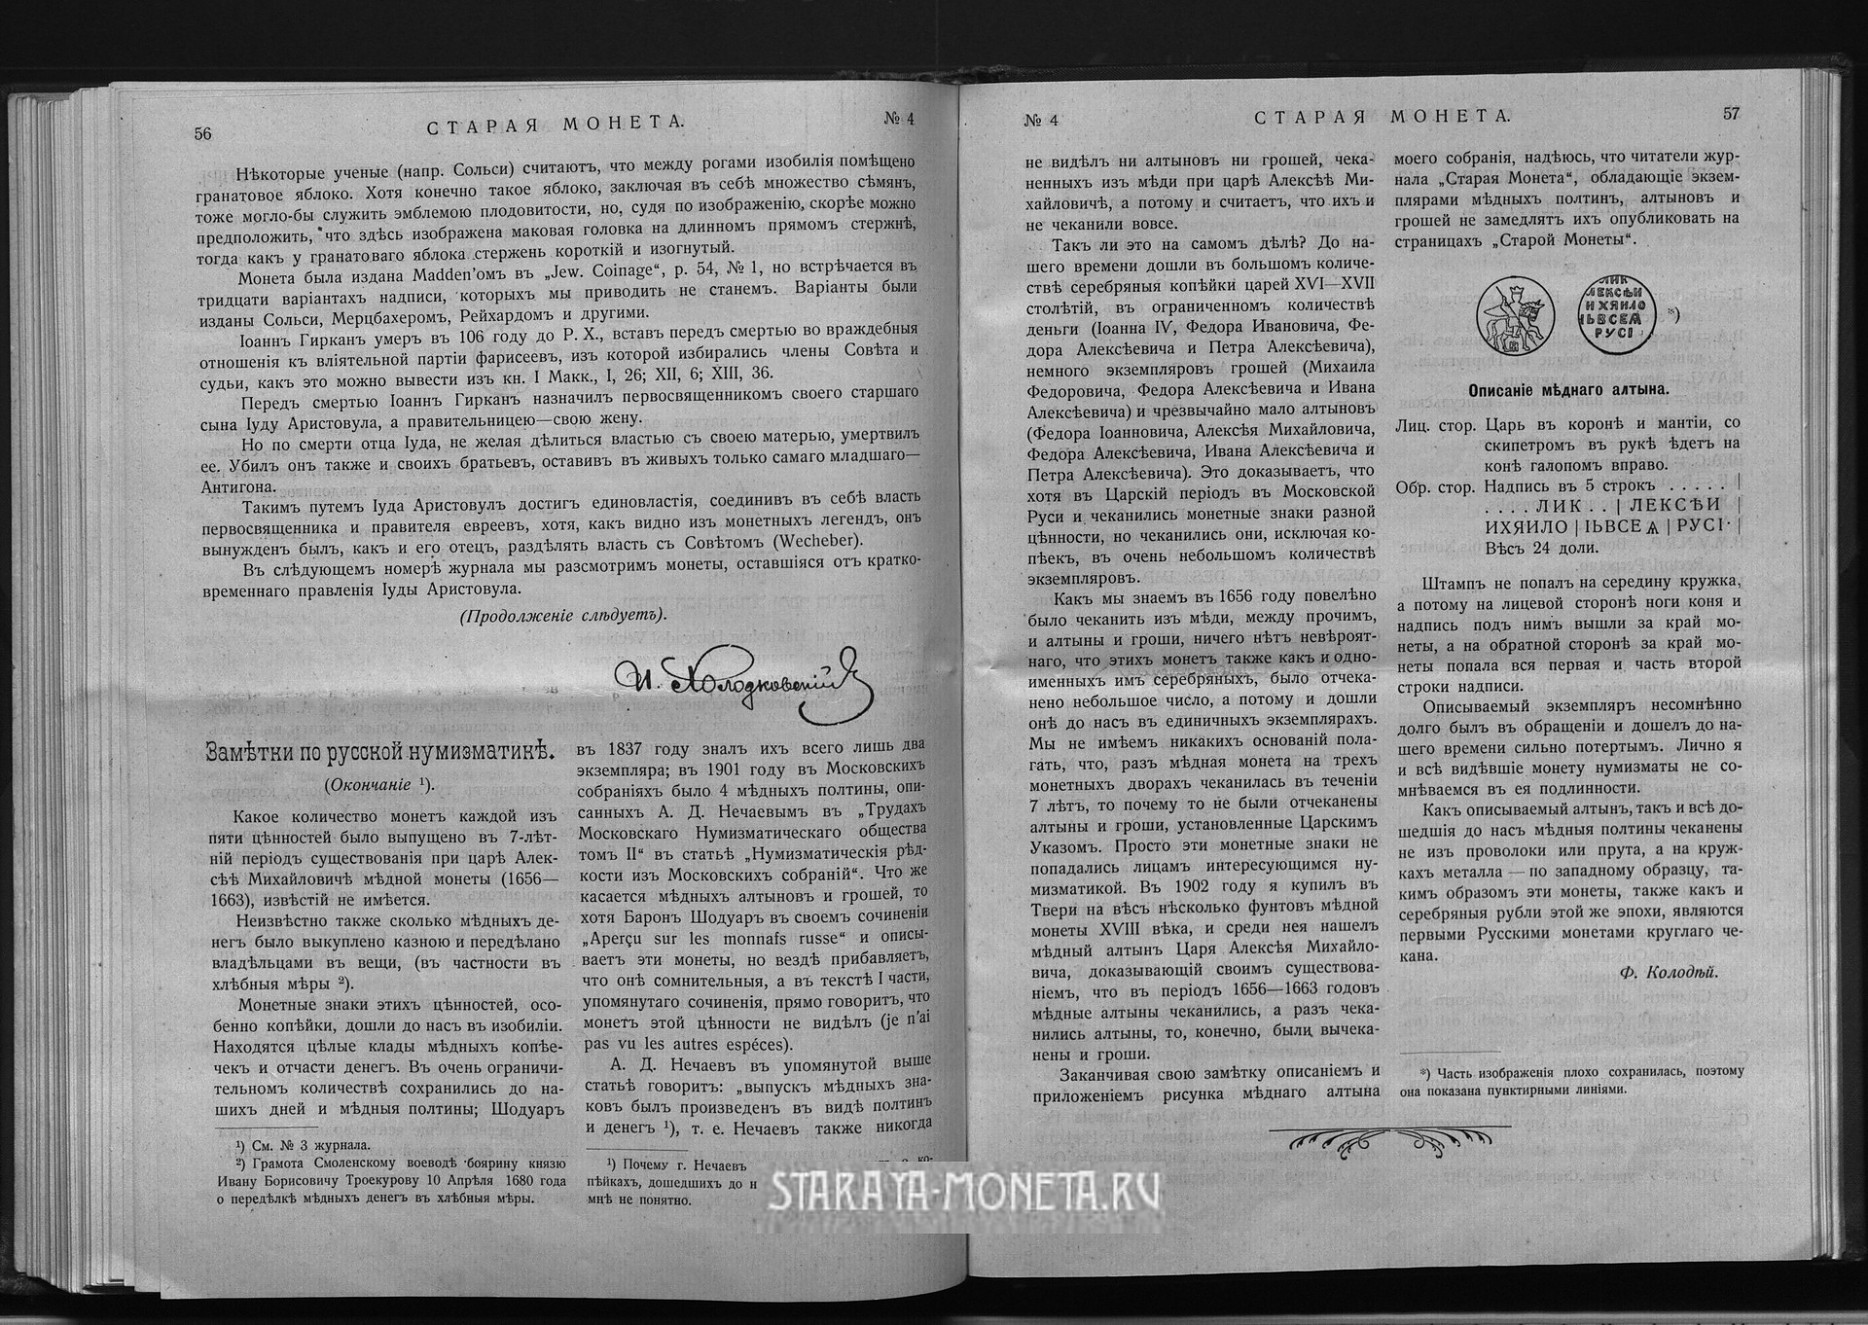 56
СТАРАЯ МОНЕТА.
№ 4
Нѣкоторые ученые (напр. Сольси) считаютъ, что между рогами изобилія помѣщено
гранатовое яблоко. Хотя конечно такое яблоко, заключая въ себѣ множество сѣмянъ,
тоже могло-бы служить эмблемою плодовитости, но, судя по изображенію, скорѣе можно
предположить, что здѣсь изображена маковая головка на длинномъ прямомъ стержнѣ,
тогда какъ у гранатоваго яблока стержень короткій и изогнутый.
Монета была издана Madden'омъ въ „Jew. Coinage“, p. 54, № 1, но встрѣчается въ
тридцати варіантахъ надписи, которыхъ мы приводить не станемъ. Варіанты были
изданы Сольси, Мерцбахеромъ, Рейхардомъ и другими.
Іоаннъ Гирканъ умеръ въ 106 году до Р. Х., вставъ передъ смертью во враждебныя
отношенія къ вліятельной партіи фарисеевъ, изъ которой избирались члены Совѣта и
судьи, какъ это можно вывести изъ кн. I Макк., I, 26; XII, 6; XIII, 36.
Передъ смертью Іоаннъ Гирканъ назначилъ первосвященникомъ своего старшаго
сына Іуду Аристовула, а правительницею—свою жену.
Но по смерти отца Іуда, не желая дѣлиться властью съ своею матерью, умертвилъ
ее. Убилъ онъ также и своихъ братьевъ, оставивъ въ живыхъ только самаго младшаго—
Антигона.
Такимъ путемъ Іуда Аристовулъ достигъ единовластія, соединивъ въ себѣ власть
первосвященника и правителя евреевъ, хотя, какъ видно изъ монетныхъ легендъ, онъ
вынужденъ былъ, какъ и его отецъ, раздѣлять власть съ Совѣтомъ (Wecheber).
Въ слѣдующемъ номерѣ журнала мы разсмотримъ монеты, оставшіяся отъ кратко-
временнаго правленія Іуды Аристовула.
(Продолженіе слѣдуетъ).
И. Холодковскій
Замѣтки по русской нумизматикѣ.
(Окончаніе ¹).
Какое количество монетъ каждой изъ
пяти цѣнностей было выпущено въ 7-лѣт-
ній періодъ существованія при царѣ Алек-
сѣѣ Михайловичѣ мѣдной монеты (1656—
1663), извѣстій не имѣется.
Неизвѣстно также сколько мѣдныхъ де-
негъ было выкуплено казною и передѣлано
владѣльцами въ вещи, (въ частности въ
хлѣбныя мѣры ²).
Монетные знаки этихъ цѣнностей, осо-
бенно копѣйки, дошли до насъ въ изобиліи.
Находятся цѣлые клады мѣдныхъ копѣе-
чекъ и отчасти денегъ. Въ очень ограничи-
тельномъ количествѣ сохранились до на-
шихъ дней и мѣдныя полтины; Шодуаръ
¹) См. № 3 журнала.
²) Грамота Смоленскому воеводѣ боярину князю
Ивану Борисовичу Троекурову 10 Апрѣля 1680 года
о передѣлкѣ мѣдныхъ денегъ въ хлѣбныя мѣры.
въ 1837 году зналъ ихъ всего лишь два
экземпляра; въ 1901 году въ Московскихъ
собраніяхъ было 4 мѣдныхъ полтины, опи-
санныхъ А. Д. Нечаевымъ въ „Трудахъ
Московскаго Нумизматическаго общества
томъ II“ въ статьѣ „Нумизматическія рѣд-
кости изъ Московскихъ собраній“. Что же
касается мѣдныхъ алтыновъ и грошей, то
хотя Баронъ Шодуаръ въ своемъ сочиненіи
„Aperçu sur les monnafs russe“ и описы-
ваетъ эти монеты, но вездѣ прибавляетъ,
что онѣ сомнительныя, а въ текстѣ I части,
упомянутаго сочиненія, прямо говоритъ, что
монетъ этой цѣнности не видѣлъ (je n'ai
pas vu les autres espéces).
А. Д. Нечаевъ въ упомянутой выше
статьѣ говоритъ: „выпускъ мѣдныхъ зна-
ковъ былъ произведенъ въ видѣ полтинъ
и денегъ ¹), т. е. Нечаевъ также никогда
¹) Почему г. Нечаевъ
пѣйкахъ, дошедшихъ до н
мнѣ не понятно.
№ 4
СТАРАЯ МОНЕТА.
57
не видѣлъ ни алтыновъ ни грошей, чека-
ненныхъ изъ мѣди при царѣ Алексѣѣ Ми-
хайловичѣ, а потому и считаетъ, что ихъ и
не чеканили вовсе.
Такъ ли это на самомъ дѣлѣ? До на-
шего времени дошли въ большомъ количе-
ствѣ серебряныя копѣйки царей XVI—XVII
столѣтій, въ ограниченномъ количествѣ
деньги (Іоанна IV, Федора Ивановича, Фе-
дора Алексѣевича и Петра Алексѣевича),
немного экземпляровъ грошей (Михаила
Федоровича, Федора Алексѣевича и Ивана
Алексѣевича) и чрезвычайно мало алтыновъ
(Федора Іоанновича, Алексѣя Михайловича,
Федора Алексѣевича, Ивана Алексѣевича и
Петра Алексѣевича). Это доказываетъ, что
хотя въ Царскій періодъ въ Московской
Руси и чеканились монетные знаки разной
цѣнности, но чеканились они, исключая ко-
пѣекъ, въ очень небольшомъ количествѣ
экземпляровъ.
Какъ мы знаемъ въ 1656 году повелѣно
было чеканить изъ мѣди, между прочимъ,
и алтыны и гроши, ничего нѣтъ невѣроят-
наго, что этихъ монетъ также какъ и одно-
именныхъ имъ серебряныхъ, было отчека-
нено небольшое число, а потому и дошли
онѣ до насъ въ единичныхъ экземплярахъ.
Мы не имѣемъ никакихъ основаній пола-
гать, что, разъ мѣдная монета на трехъ
монетныхъ дворахъ чеканилась въ теченіи
7 лѣтъ, то почему то не были отчеканены
алтыны и гроши, установленные Царскимъ
Указомъ. Просто эти монетные знаки не
попадались лицамъ интересующимся ну-
мизматикой. Въ 1902 году я купилъ въ
Твери на вѣсъ нѣсколько фунтовъ мѣдной
монеты XVIII вѣка, и среди нея нашелъ
мѣдный алтынъ Царя Алексѣя Михайло-
вича, доказывающій своимъ существова-
ніемъ, что въ періодъ 1656—1663 годовъ
мѣдные алтыны чеканились, а разъ чека-
нились алтыны, то, конечно, были вычека-
нены и гроши.
Заканчивая свою замѣтку описаніемъ и
приложеніемъ рисунка мѣднаго алтына
моего собранія, надѣюсь, что читатели жур-
нала „Старая Монета“, обладающіе экзем-
плярами мѣдныхъ полтинъ, алтыновъ и
грошей не замедлятъ ихъ опубликовать на
страницахъ „Старой Монеты“.
ЛИК
ЛЕКСѢИ
ИХЯИЛО
ІЬВСЕѦ
РУСІ
*)
Описаніе мѣднаго алтына.
Лиц. стор. Царь въ коронѣ и мантіи, со
скипетромъ въ рукѣ ѣдетъ на
конѣ галопомъ вправо.
Обр. стор. Надпись въ 5 строкъ . . . . . |
. . . . ЛИК . . | ЛЕКСѢИ |
ИХЯИЛО | ІЬВСЕѦ | РУСІ· |
Вѣсъ 24 доли.
Штампъ не попалъ на середину кружка,
а потому на лицевой сторонѣ ноги коня и
надпись подъ нимъ вышли за край мо-
неты, а на обратной сторонѣ за край мо-
неты попала вся первая и часть второй
строки надписи.
Описываемый экземпляръ несомнѣнно
долго былъ въ обращеніи и дошелъ до на-
шего времени сильно потертымъ. Лично я
и всѣ видѣвшіе монету нумизматы не со-
мнѣваемся въ ея подлинности.
Какъ описываемый алтынъ, такъ и всѣ до-
шедшія до насъ мѣдныя полтины чеканены
не изъ проволоки или прута, а на круж-
кахъ металла — по западному образцу, та-
кимъ образомъ эти монеты, также какъ и
серебряныя рубли этой же эпохи, являются
первыми Русскими монетами круглаго че-
кана.
Ф. Колодѣй.
*) Часть изображенія плохо сохранилась, поэтому
она показана пунктирными линіями.
STARAYA-MONETA.RU